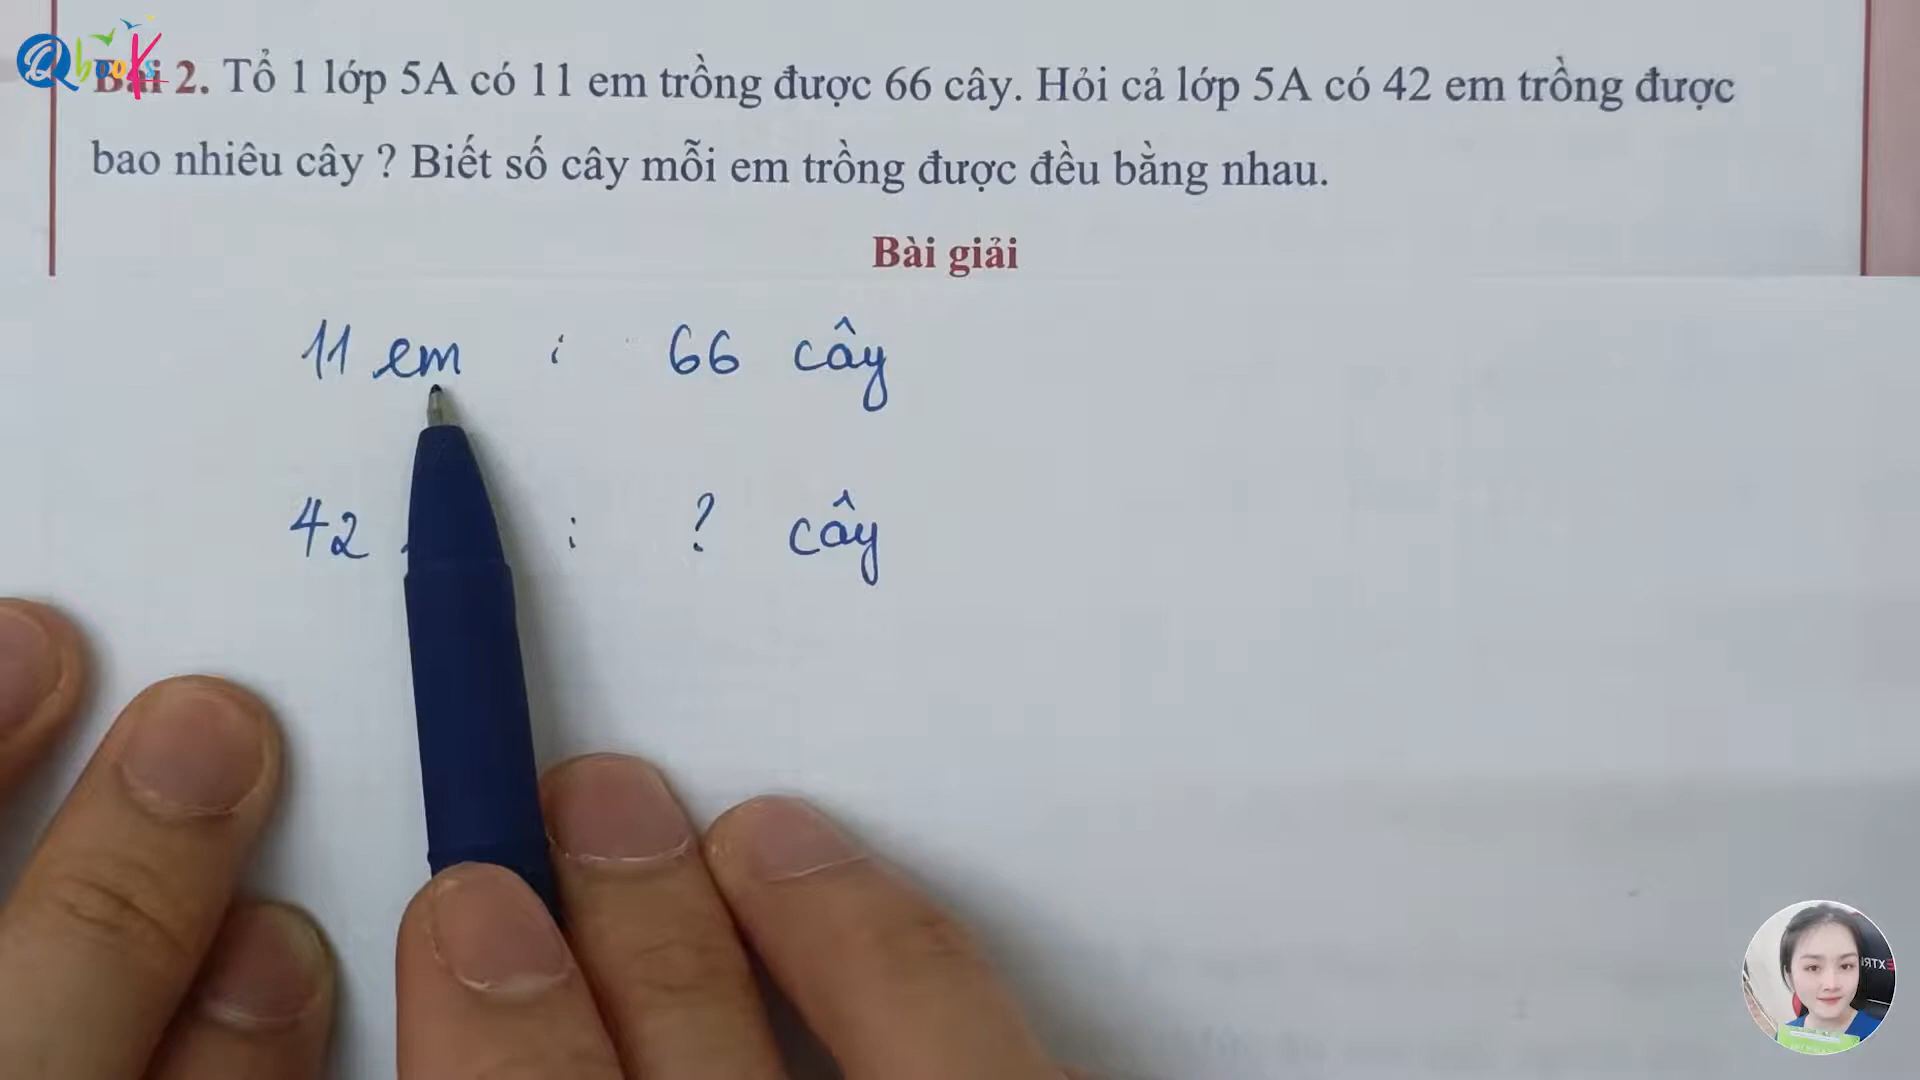 Qbooks
Bài 2. Tổ 1 lớp 5A có 11 em trồng được 66 cây. Hỏi cả lớp 5A có 42 em trồng được
bao nhiêu cây ? Biết số cây mỗi em trồng được đều bằng nhau.
Bài giải
11 em : 66 cây
42 : ? cây